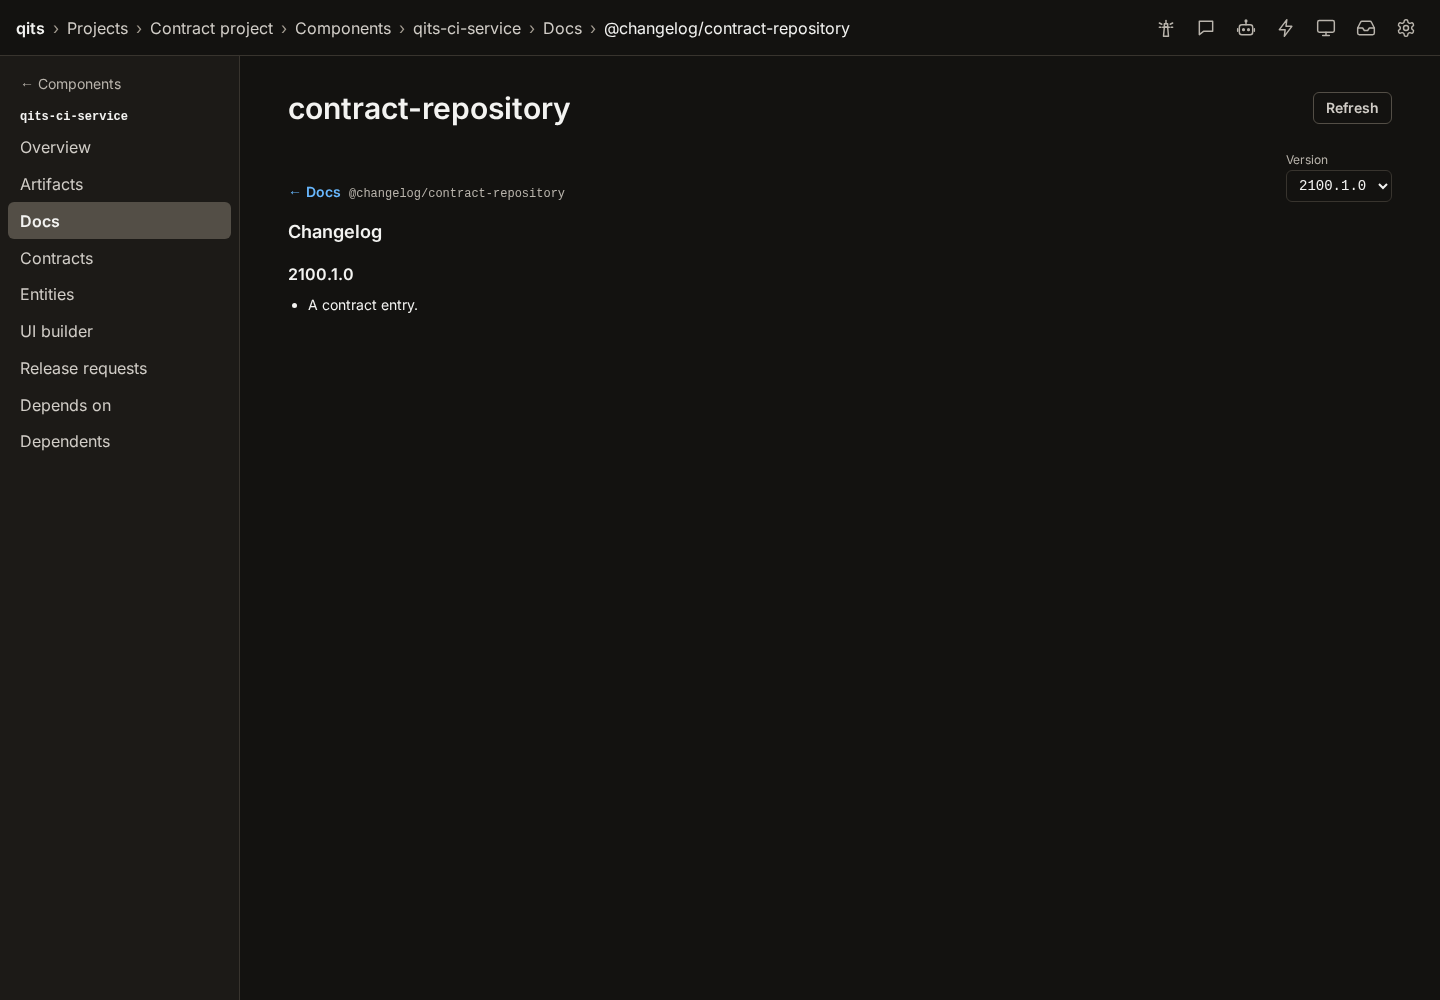 qits › Projects › Contract project › Components › qits-ci-service › Docs › @changelog/contract-repository
← Components
qits-ci-service
Overview
Artifacts
Docs
Contracts
Entities
UI builder
Release requests
Depends on
Dependents
contract-repository
Refresh
Version
2100.1.0
← Docs @changelog/contract-repository
Changelog
2100.1.0
• A contract entry.